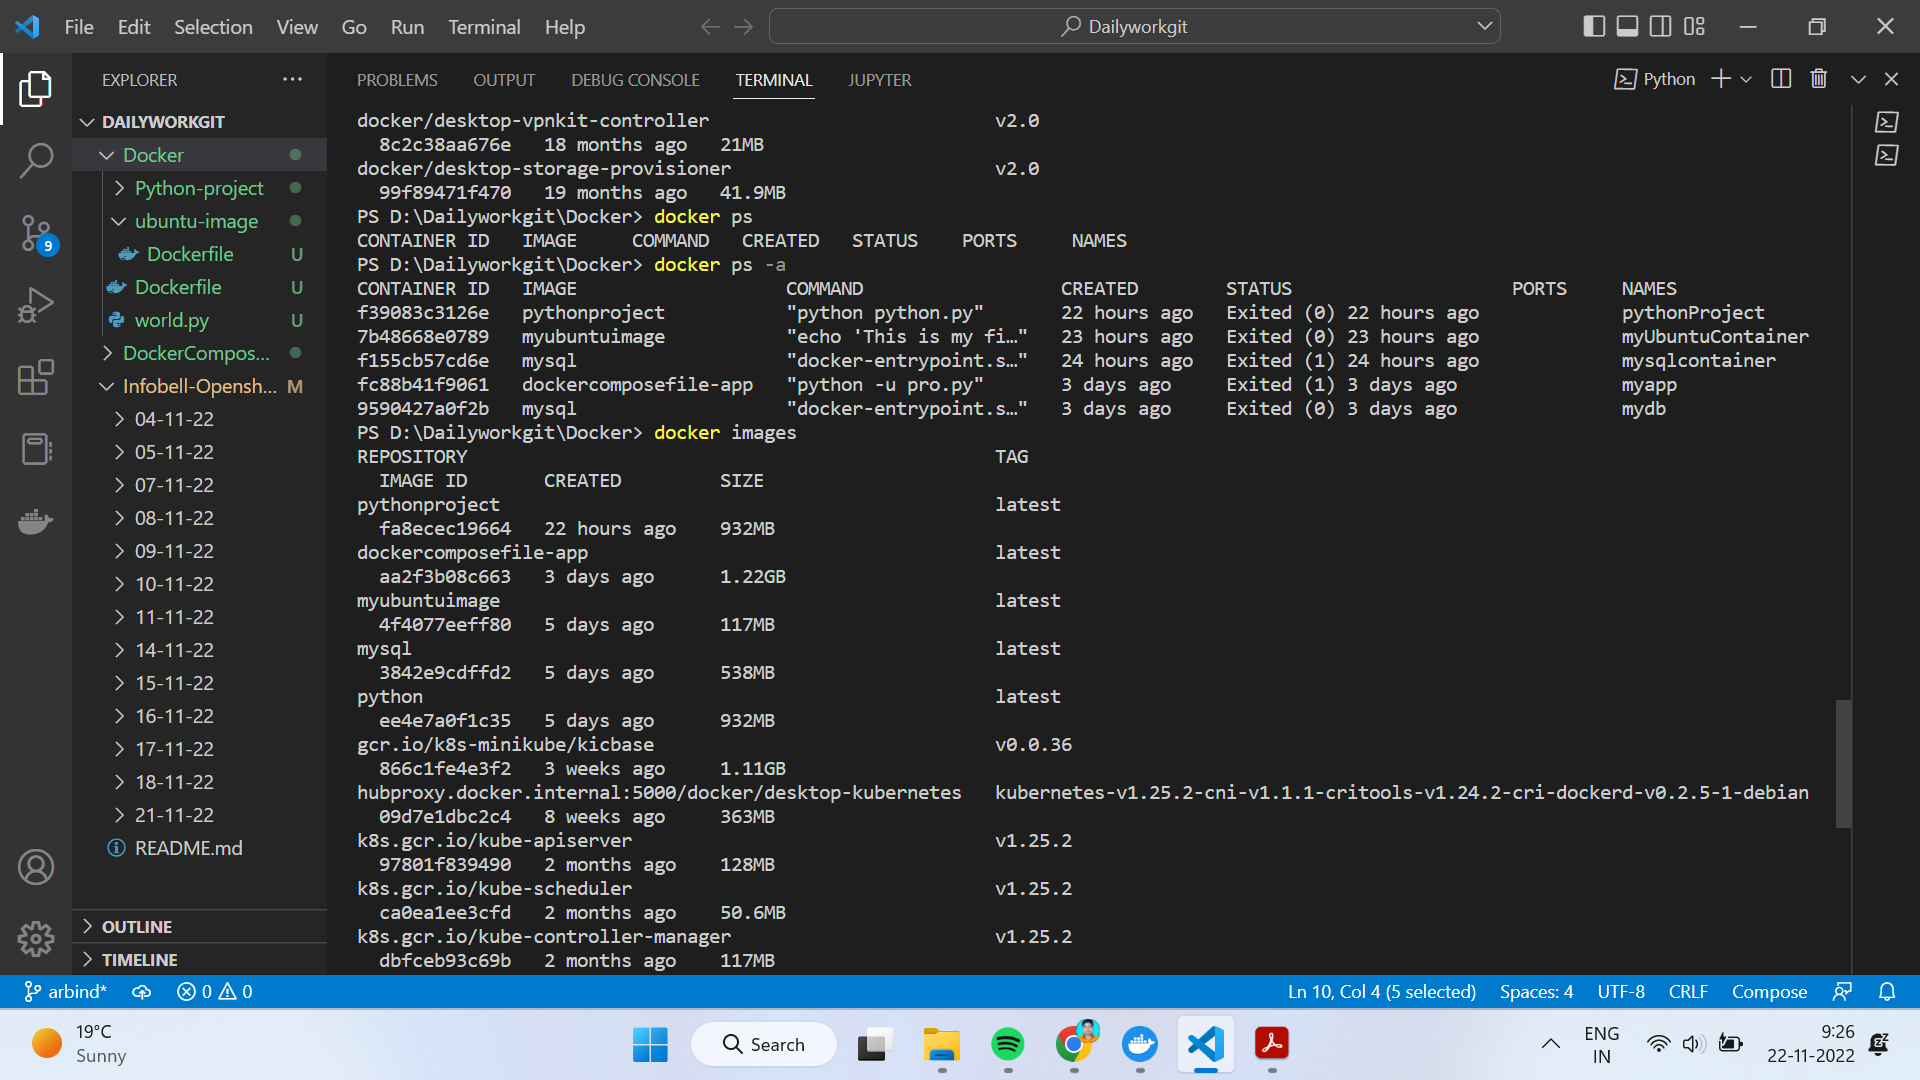 File Edit Selection View Go Run Terminal Help
Dailyworkgit
EXPLORER
DAILYWORKGIT
Docker
Python-project
ubuntu-image
Dockerfile U
Dockerfile U
world.py U
DockerCompos...
Infobell-Opensh... M
04-11-22
05-11-22
07-11-22
08-11-22
09-11-22
10-11-22
11-11-22
14-11-22
15-11-22
16-11-22
17-11-22
18-11-22
21-11-22
README.md
OUTLINE
TIMELINE
9
PROBLEMS OUTPUT DEBUG CONSOLE TERMINAL JUPYTER
Python
docker/desktop-vpnkit-controller v2.0
8c2c38aa676e 18 months ago 21MB
docker/desktop-storage-provisioner v2.0
99f89471f470 19 months ago 41.9MB
PS D:\Dailyworkgit\Docker> docker ps
CONTAINER ID IMAGE COMMAND CREATED STATUS PORTS NAMES
PS D:\Dailyworkgit\Docker> docker ps -a
CONTAINER ID IMAGE COMMAND CREATED STATUS PORTS NAMES
f39083c3126e pythonproject "python python.py" 22 hours ago Exited (0) 22 hours ago pythonProject
7b48668e0789 myubuntuimage "echo 'This is my fi…" 23 hours ago Exited (0) 23 hours ago myUbuntuContainer
f155cb57cd6e mysql "docker-entrypoint.s…" 24 hours ago Exited (1) 24 hours ago mysqlcontainer
fc88b41f9061 dockercomposefile-app "python -u pro.py" 3 days ago Exited (1) 3 days ago myapp
9590427a0f2b mysql "docker-entrypoint.s…" 3 days ago Exited (0) 3 days ago mydb
PS D:\Dailyworkgit\Docker> docker images
REPOSITORY TAG
IMAGE ID CREATED SIZE
pythonproject latest
fa8ecec19664 22 hours ago 932MB
dockercomposefile-app latest
aa2f3b08c663 3 days ago 1.22GB
myubuntuimage latest
4f4077eeff80 5 days ago 117MB
mysql latest
3842e9cdffd2 5 days ago 538MB
python latest
ee4e7a0f1c35 5 days ago 932MB
gcr.io/k8s-minikube/kicbase v0.0.36
866c1fe4e3f2 3 weeks ago 1.11GB
hubproxy.docker.internal:5000/docker/desktop-kubernetes kubernetes-v1.25.2-cni-v1.1.1-critools-v1.24.2-cri-dockerd-v0.2.5-1-debian
09d7e1dbc2c4 8 weeks ago 363MB
k8s.gcr.io/kube-apiserver v1.25.2
97801f839490 2 months ago 128MB
k8s.gcr.io/kube-scheduler v1.25.2
ca0ea1ee3cfd 2 months ago 50.6MB
k8s.gcr.io/kube-controller-manager v1.25.2
dbfceb93c69b 2 months ago 117MB
arbind* 0 0 Ln 10, Col 4 (5 selected) Spaces: 4 UTF-8 CRLF Compose
19°C
Sunny
Search
ENG
IN
9:26
22-11-2022